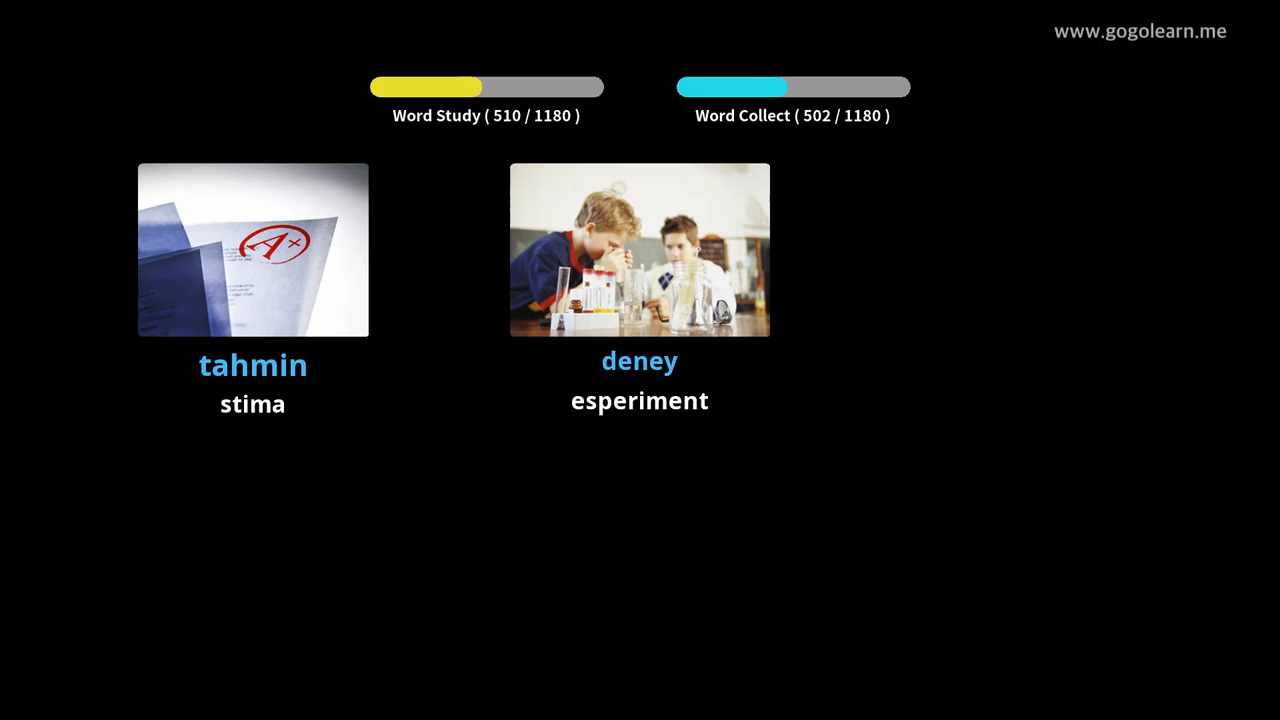 www.gogolearn.me
Word Study ( 510 / 1180 )
Word Collect ( 502 / 1180 )
A+
tahmin
stima
deney
esperiment